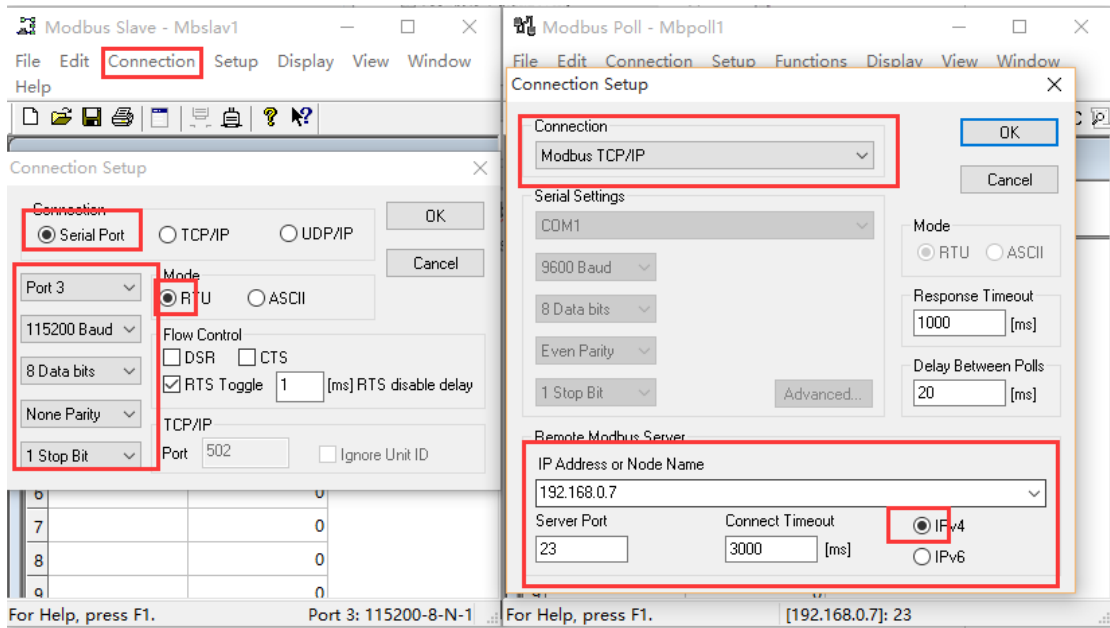 Modbus Slave - Mbslav1
File Edit Connection Setup Display View Window
Help
Connection Setup
Connection
Serial Port TCP/IP UDP/IP
OK
Cancel
Port 3
115200 Baud
8 Data bits
None Parity
1 Stop Bit
Mode
RTU ASCII
Flow Control
DSR CTS
RTS Toggle 1 [ms] RTS disable delay
TCP/IP
Port 502 Ignore Unit ID
6 0
7 0
8 0
9 0
For Help, press F1. Port 3: 115200-8-N-1
Modbus Poll - Mbpoll1
File Edit Connection Setup Functions Display View Window
Connection Setup
Connection
Modbus TCP/IP
OK
Cancel
Serial Settings
COM1
9600 Baud
8 Data bits
Even Parity
1 Stop Bit
Advanced...
Mode
RTU ASCII
Response Timeout
1000 [ms]
Delay Between Polls
20 [ms]
Remote Modbus Server
IP Address or Node Name
192.168.0.7
Server Port
23
Connect Timeout
3000 [ms]
IPv4
IPv6
For Help, press F1. [192.168.0.7]: 23